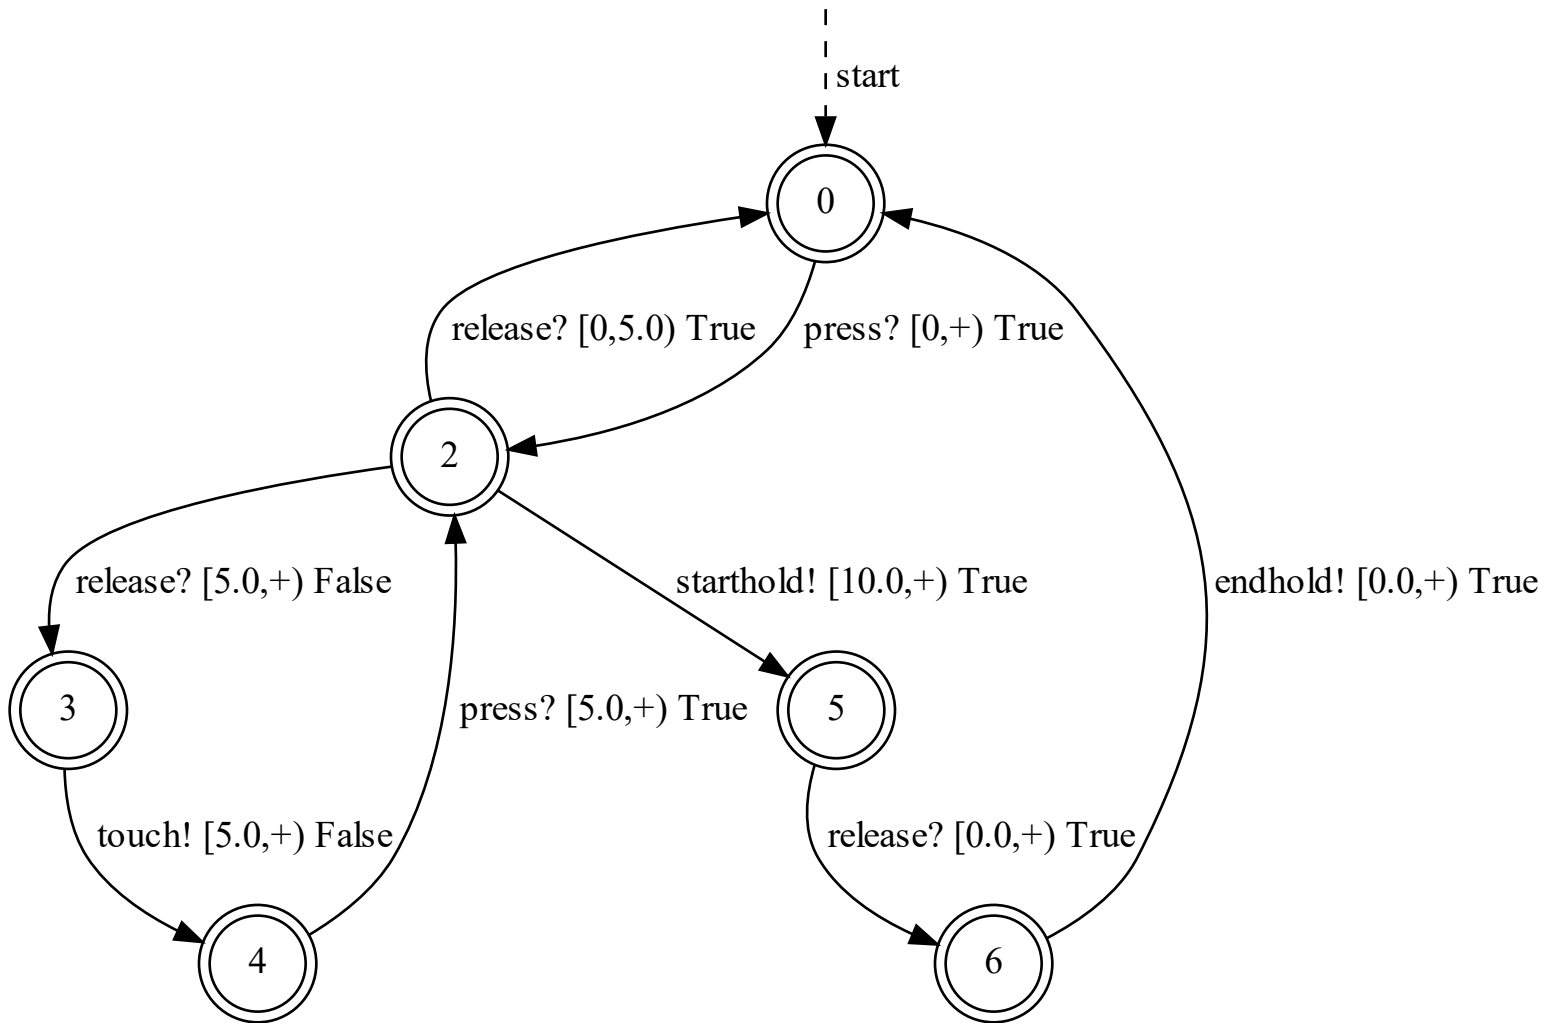 start
0
release? [0,5.0) True
press? [0,+) True
2
release? [5.0,+) False
starthold! [10.0,+) True
endhold! [0.0,+) True
3
press? [5.0,+) True
5
touch! [5.0,+) False
release? [0.0,+) True
4
6